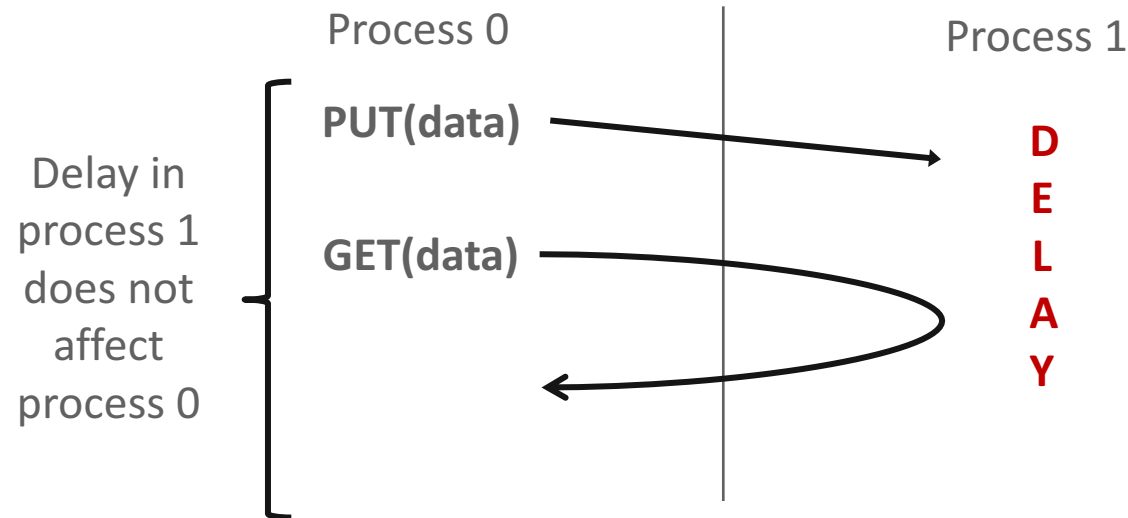 Process 0
Process 1
PUT(data)
GET(data)
Delay in
process 1
does not
affect
process 0
D
E
L
A
Y